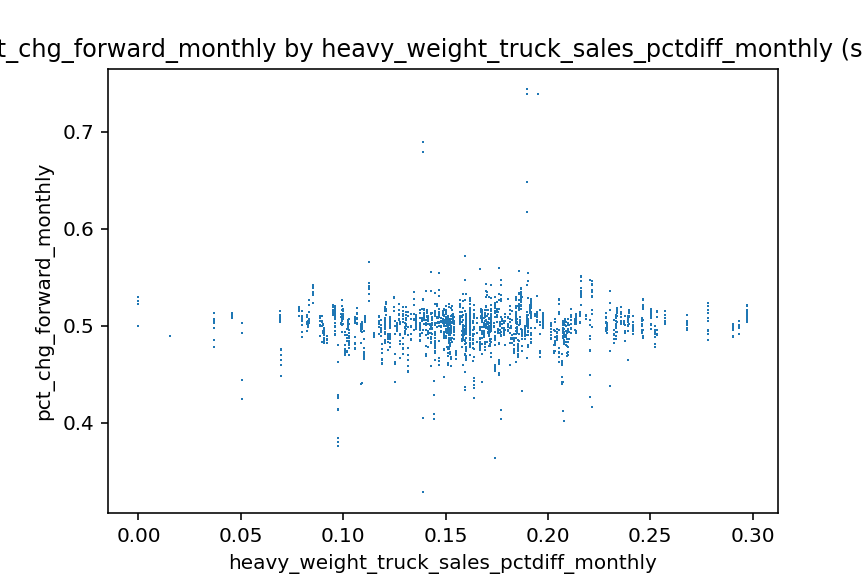 t_chg_forward_monthly by heavy_weight_truck_sales_pctdiff_monthly (s
0.7
0.6
0.5
0.4
pct_chg_forward_monthly
0.00 0.05 0.10 0.15 0.20 0.25 0.30
heavy_weight_truck_sales_pctdiff_monthly